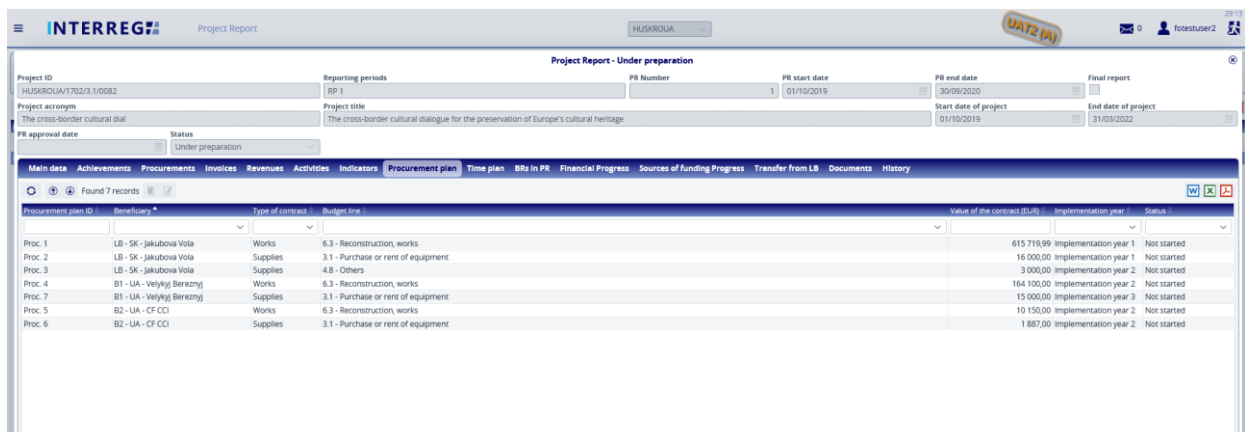 29:13
INTERREG
Project Report
HUSKROUA
UAT2 (A)
0
fotestuser2
Project Report - Under preparation
Project ID Reporting periods PR Number PR start date PR end date Final report
HUSKROUA/1702/3.1/0082 RP 1 1 01/10/2019 30/09/2020
Project acronym Project title Start date of project End date of project
The cross-border cultural dial The cross-border cultural dialogue for the preservation of Europe's cultural heritage 01/10/2019 31/03/2022
PR approval date Status
Under preparation
Main data Achievements Procurements Invoices Revenues Activities Indicators Procurement plan Time plan BRs in PR Financial Progress Sources of funding Progress Transfer from LB Documents History
Found 7 records
Procurement plan ID Beneficiary Type of contract Budget line Value of the contract (EUR) Implementation year Status
Proc. 1 LB - SK - Jakubova Vola Works 6.3 - Reconstruction, works 615 719,99 Implementation year 1 Not started
Proc. 2 LB - SK - Jakubova Vola Supplies 3.1 - Purchase or rent of equipment 16 000,00 Implementation year 1 Not started
Proc. 3 LB - SK - Jakubova Vola Supplies 4.8 - Others 3 000,00 Implementation year 2 Not started
Proc. 4 B1 - UA - Velykyj Bereznyj Works 6.3 - Reconstruction, works 164 100,00 Implementation year 2 Not started
Proc. 7 B1 - UA - Velykyj Bereznyj Supplies 3.1 - Purchase or rent of equipment 15 000,00 Implementation year 3 Not started
Proc. 5 B2 - UA - CF CCI Works 6.3 - Reconstruction, works 10 150,00 Implementation year 2 Not started
Proc. 6 B2 - UA - CF CCI Supplies 3.1 - Purchase or rent of equipment 1 887,00 Implementation year 2 Not started